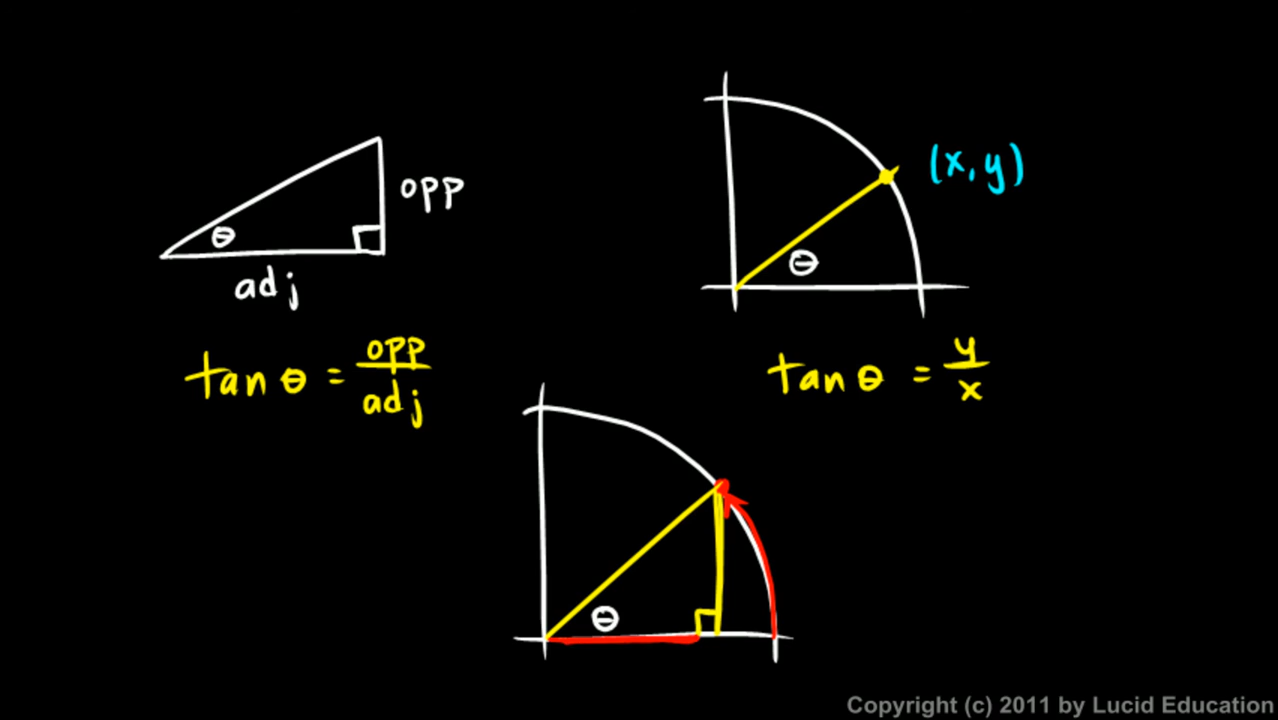 θ
opp
adj
tan θ = opp/adj
(x, y)
θ
tan θ = y/x
θ
Copyright (c) 2011 by Lucid Education